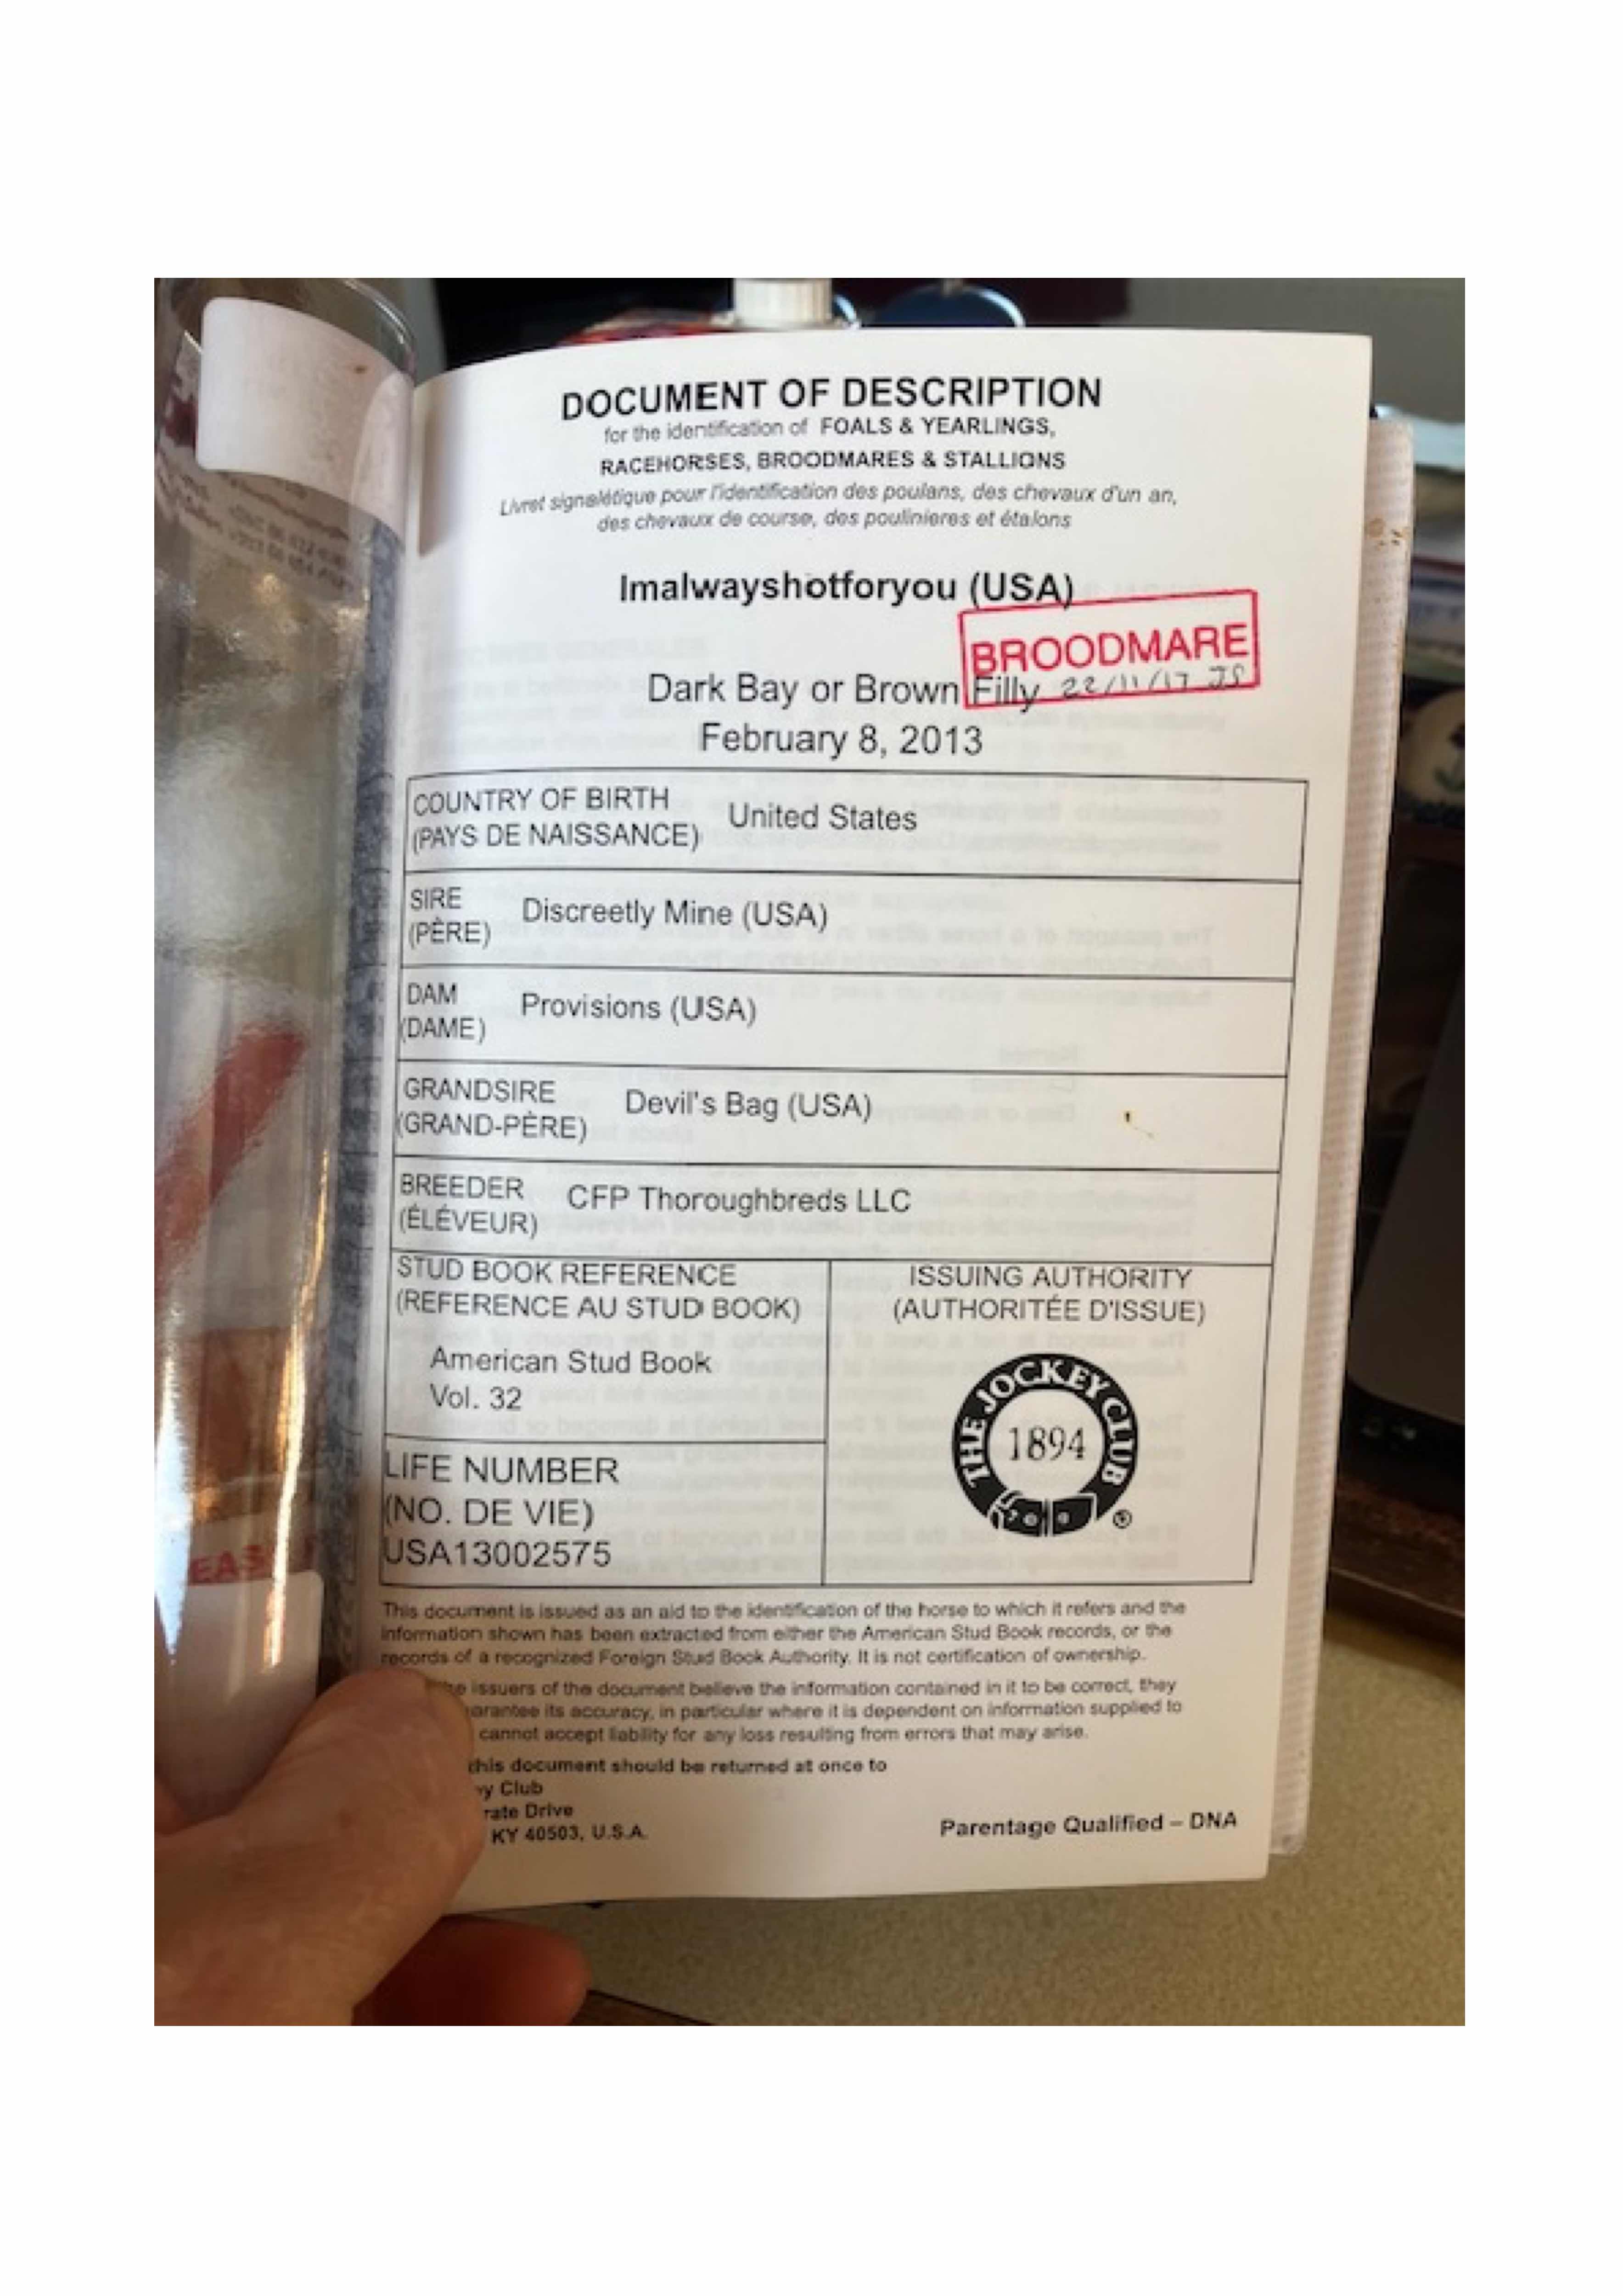 DOCUMENT OF DESCRIPTION
for the identification of FOALS & YEARLINGS,
RACEHORSES, BROODMARES & STALLIONS
Livret signalétique pour l'identification des poulans, des chevaux d'un an,
des chevaux de course, des poulinieres et étalons
Imalwayshotforyou (USA)
BROODMARE
Dark Bay or Brown Filly 22/11/17 JS
February 8, 2013
COUNTRY OF BIRTH
(PAYS DE NAISSANCE)
United States
SIRE
(PÈRE)
Discreetly Mine (USA)
DAM
(DAME)
Provisions (USA)
GRANDSIRE
(GRAND-PÈRE)
Devil's Bag (USA)
BREEDER
(ÉLÉVEUR)
CFP Thoroughbreds LLC
STUD BOOK REFERENCE
(REFERENCE AU STUD BOOK)
American Stud Book
Vol. 32
LIFE NUMBER
(NO. DE VIE)
USA13002575
ISSUING AUTHORITY
(AUTHORITÉE D'ISSUE)
THE JOCKEY CLUB
1894
®
This document is issued as an aid to the identification of the horse to which it refers and the
information shown has been extracted from either the American Stud Book records, or the
records of a recognized Foreign Stud Book Authority. It is not certification of ownership.
he issuers of the document believe the information contained in it to be correct, they
arantee its accuracy, in particular where it is dependent on information supplied to
cannot accept liability for any loss resulting from errors that may arise.
this document should be returned at once to
ey Club
rate Drive
KY 40503, U.S.A.
Parentage Qualified – DNA
EAS